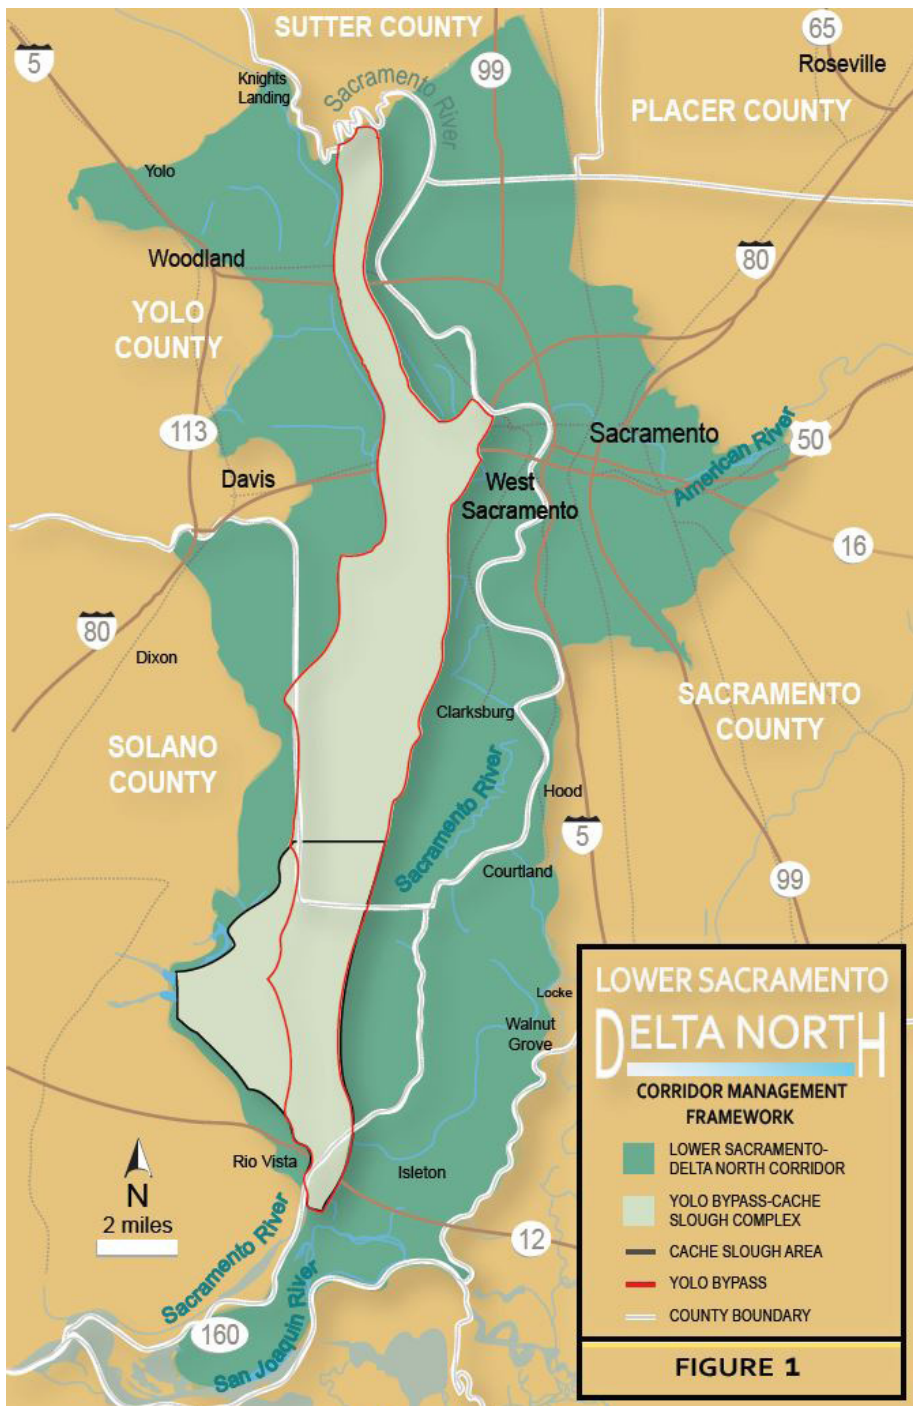 SUTTER COUNTY
65
5
99
Roseville
Knights
Landing
Sacramento River
PLACER COUNTY
Yolo
Woodland
80
YOLO
COUNTY
113
Sacramento
American River
50
Davis
West
Sacramento
16
80
Dixon
Clarksburg
SACRAMENTO
COUNTY
SOLANO
COUNTY
Sacramento River
Hood
5
Courtland
99
Locke
Walnut
Grove
Rio Vista
Isleton
N
2 miles
12
Sacramento River
San Joaquin River
160
LOWER SACRAMENTO
DELTA NORTH
CORRIDOR MANAGEMENT
FRAMEWORK
LOWER SACRAMENTO-
DELTA NORTH CORRIDOR
YOLO BYPASS-CACHE
SLOUGH COMPLEX
CACHE SLOUGH AREA
YOLO BYPASS
COUNTY BOUNDARY
FIGURE 1